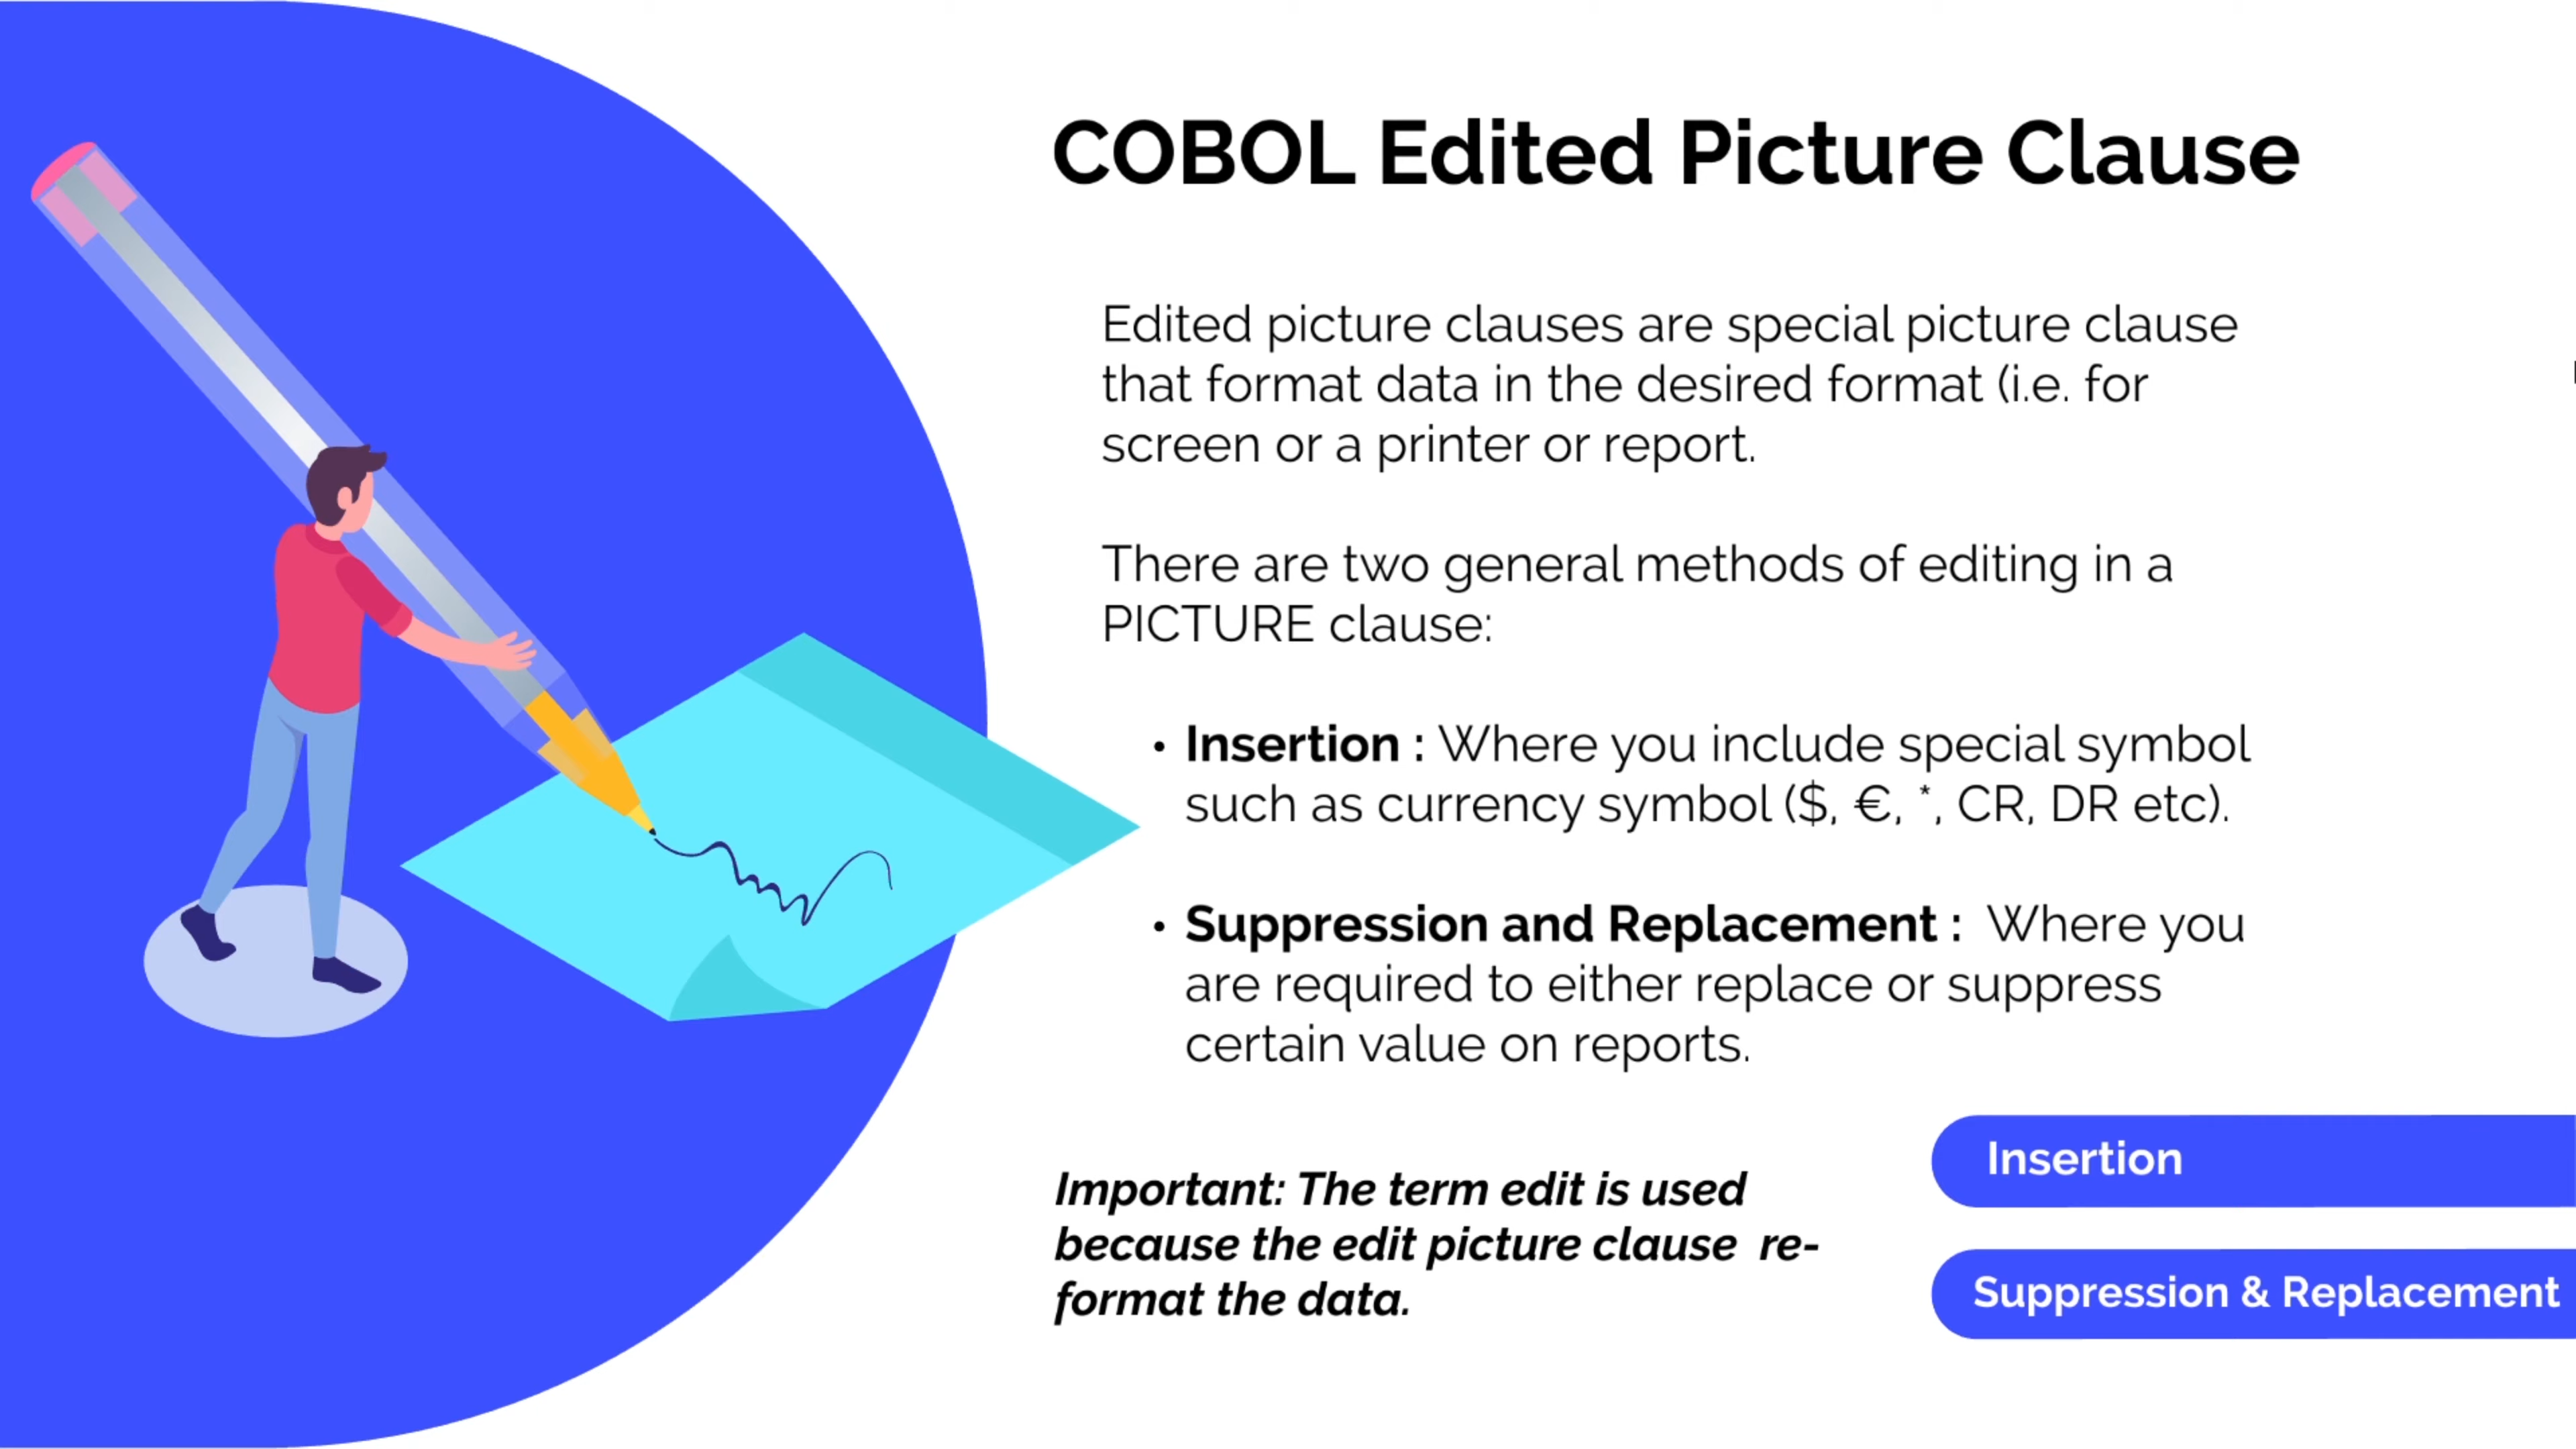 COBOL Edited Picture Clause
Edited picture clauses are special picture clause
that format data in the desired format (i.e. for
screen or a printer or report.
There are two general methods of editing in a
PICTURE clause:
• Insertion : Where you include special symbol
such as currency symbol ($, €, *, CR, DR etc).
• Suppression and Replacement :  Where you
are required to either replace or suppress
certain value on reports.
Important: The term edit is used
because the edit picture clause  re-
format the data.
Insertion
Suppression & Replacement